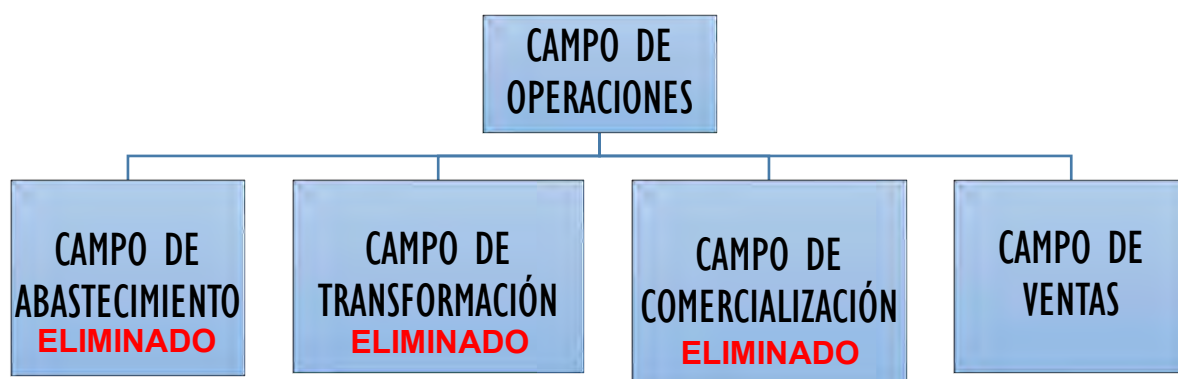 CAMPO DE
OPERACIONES
CAMPO DE
ABASTECIMIENTO
ELIMINADO
CAMPO DE
TRANSFORMACIÓN
ELIMINADO
CAMPO DE
COMERCIALIZACIÓN
ELIMINADO
CAMPO DE
VENTAS